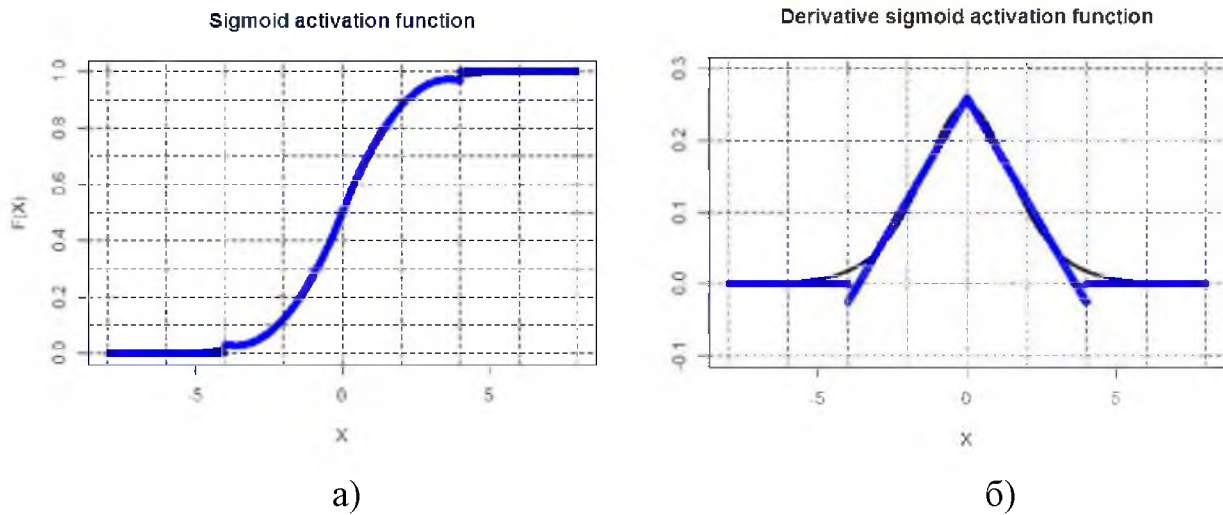 Sigmoid activation function
F(X)
1.0
0.8
0.6
0.4
0.2
0.0
-5 0 5
X
а)
Derivative sigmoid activation function
0.3
0.2
0.1
0.0
-0.1
-5 0 5
X
б)